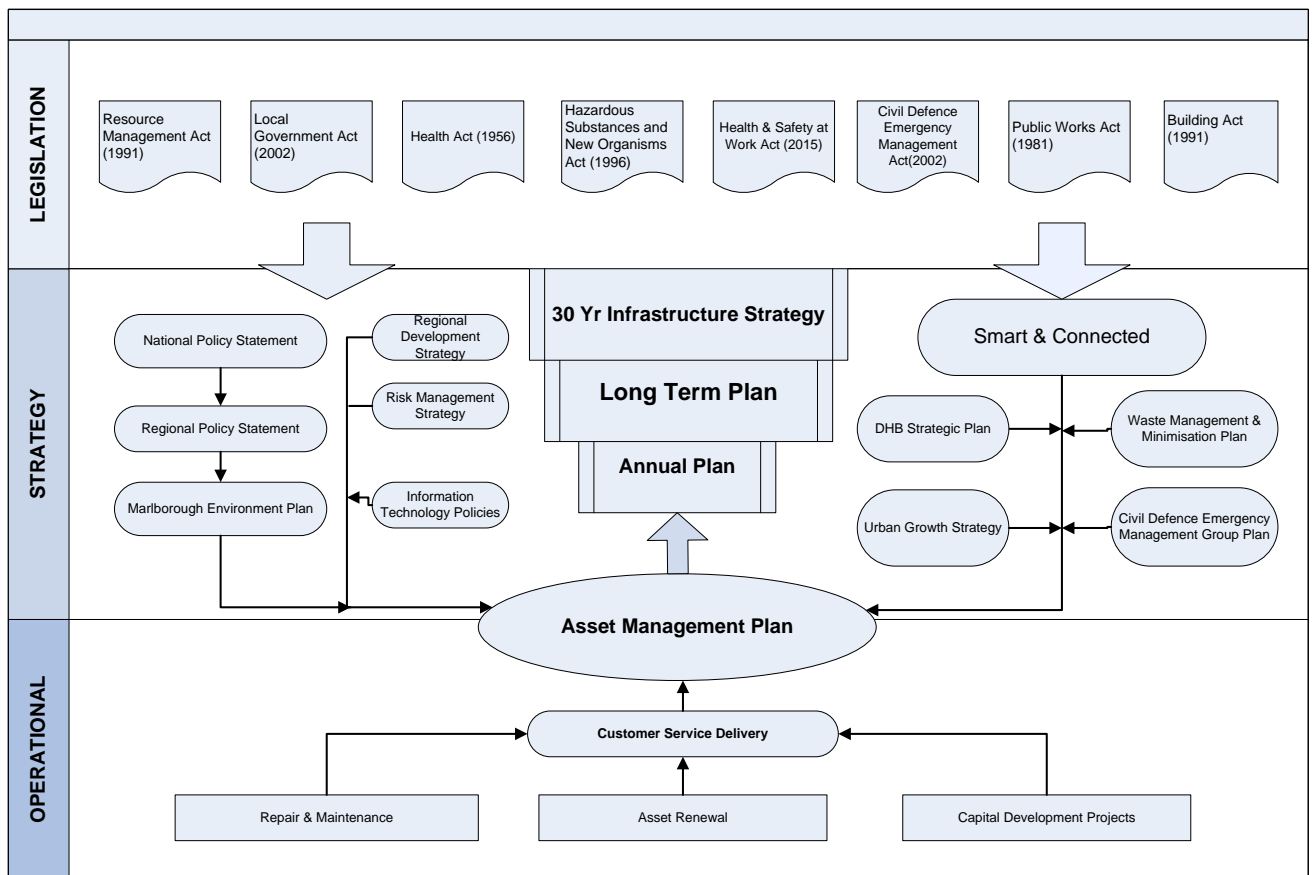 LEGISLATION
Resource
Management Act
(1991)
Local
Government Act
(2002)
Health Act (1956)
Hazardous
Substances and
New Organisms
Act (1996)
Health & Safety at
Work Act (2015)
Civil Defence
Emergency
Management
Act(2002)
Public Works Act
(1981)
Building Act
(1991)
STRATEGY
National Policy Statement
Regional Policy Statement
Marlborough Environment Plan
Regional
Development
Strategy
Risk Management
Strategy
Information
Technology Policies
30 Yr Infrastructure Strategy
Long Term Plan
Annual Plan
Smart & Connected
DHB Strategic Plan
Waste Management &
Minimisation Plan
Urban Growth Strategy
Civil Defence Emergency
Management Group Plan
Asset Management Plan
OPERATIONAL
Customer Service Delivery
Repair & Maintenance
Asset Renewal
Capital Development Projects